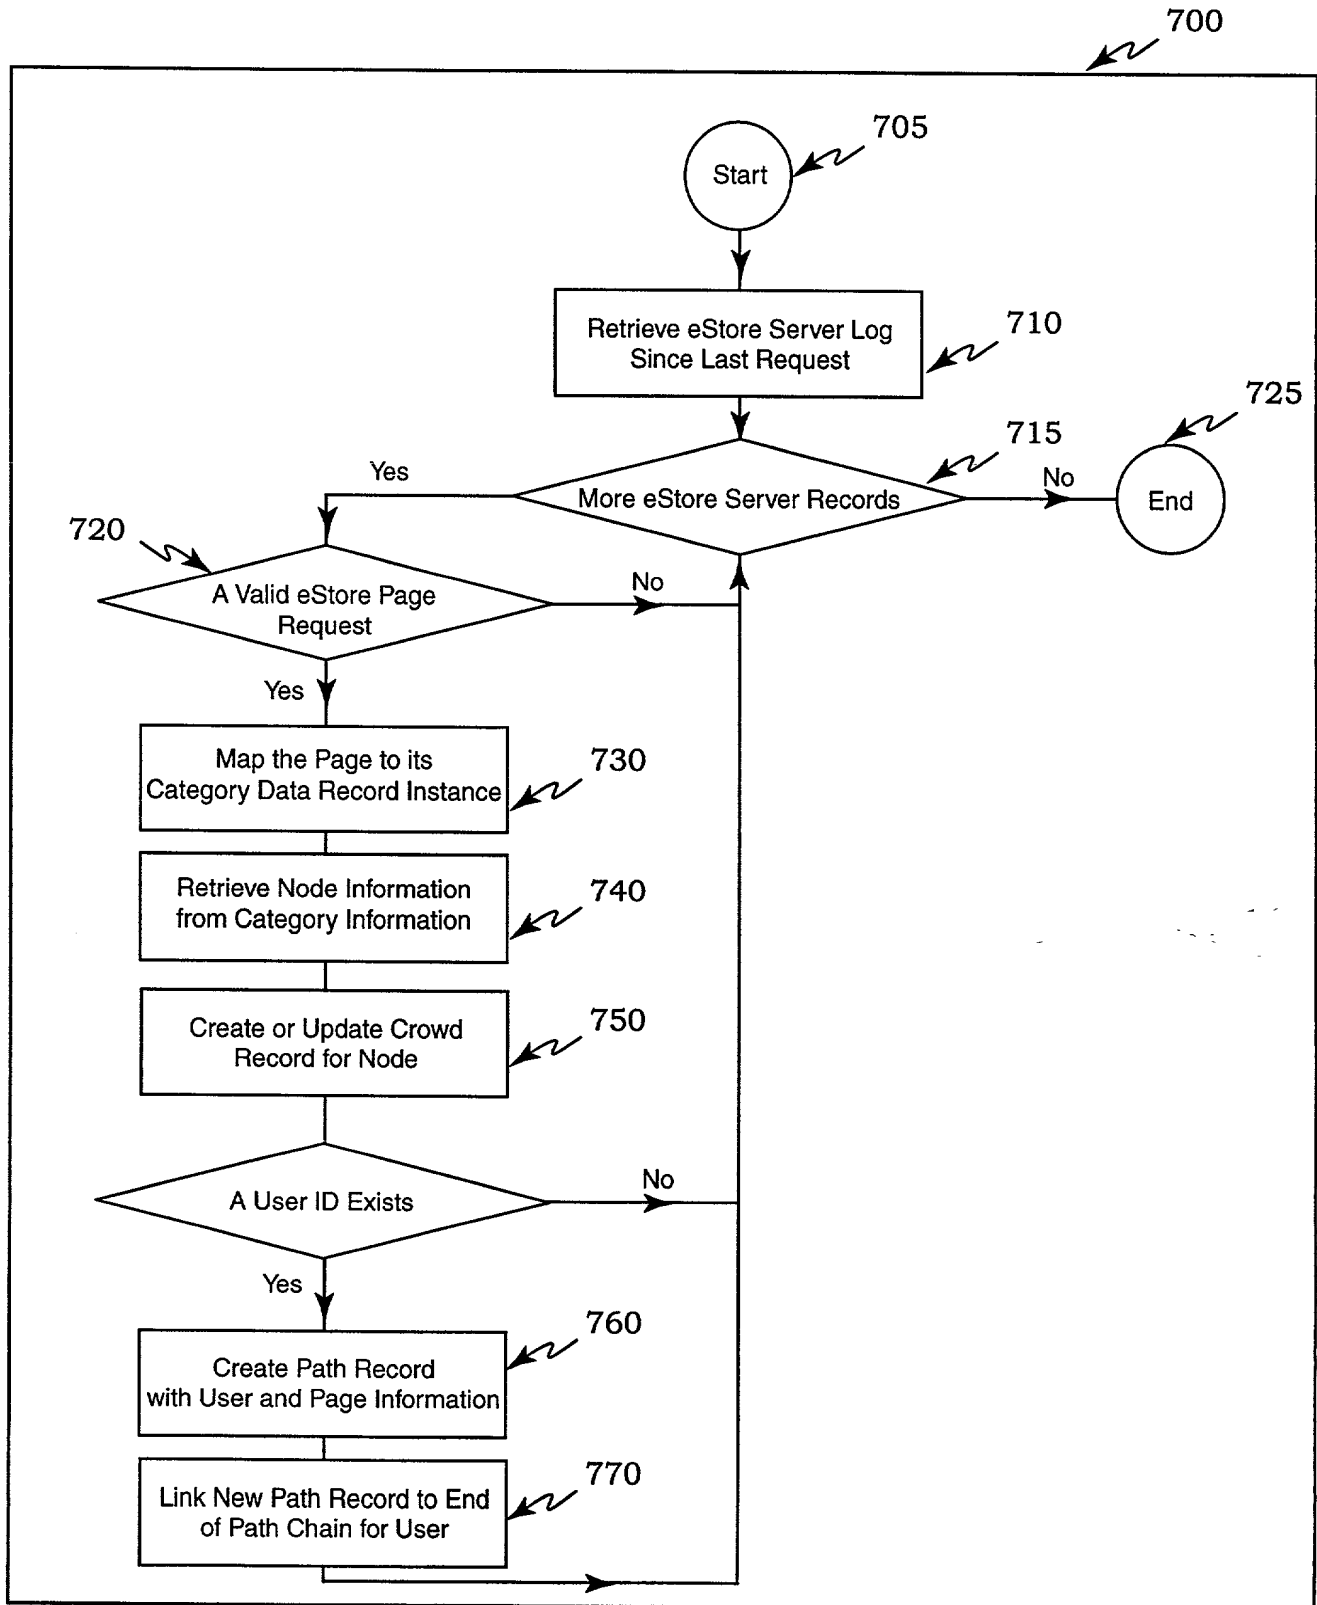 700
705
Start
Retrieve eStore Server Log
Since Last Request
710
725
715
Yes
More eStore Server Records
No
End
720
A Valid eStore Page
Request
No
Yes
Map the Page to its
Category Data Record Instance
730
Retrieve Node Information
from Category Information
740
Create or Update Crowd
Record for Node
750
A User ID Exists
No
Yes
760
Create Path Record
with User and Page Information
770
Link New Path Record to End
of Path Chain for User